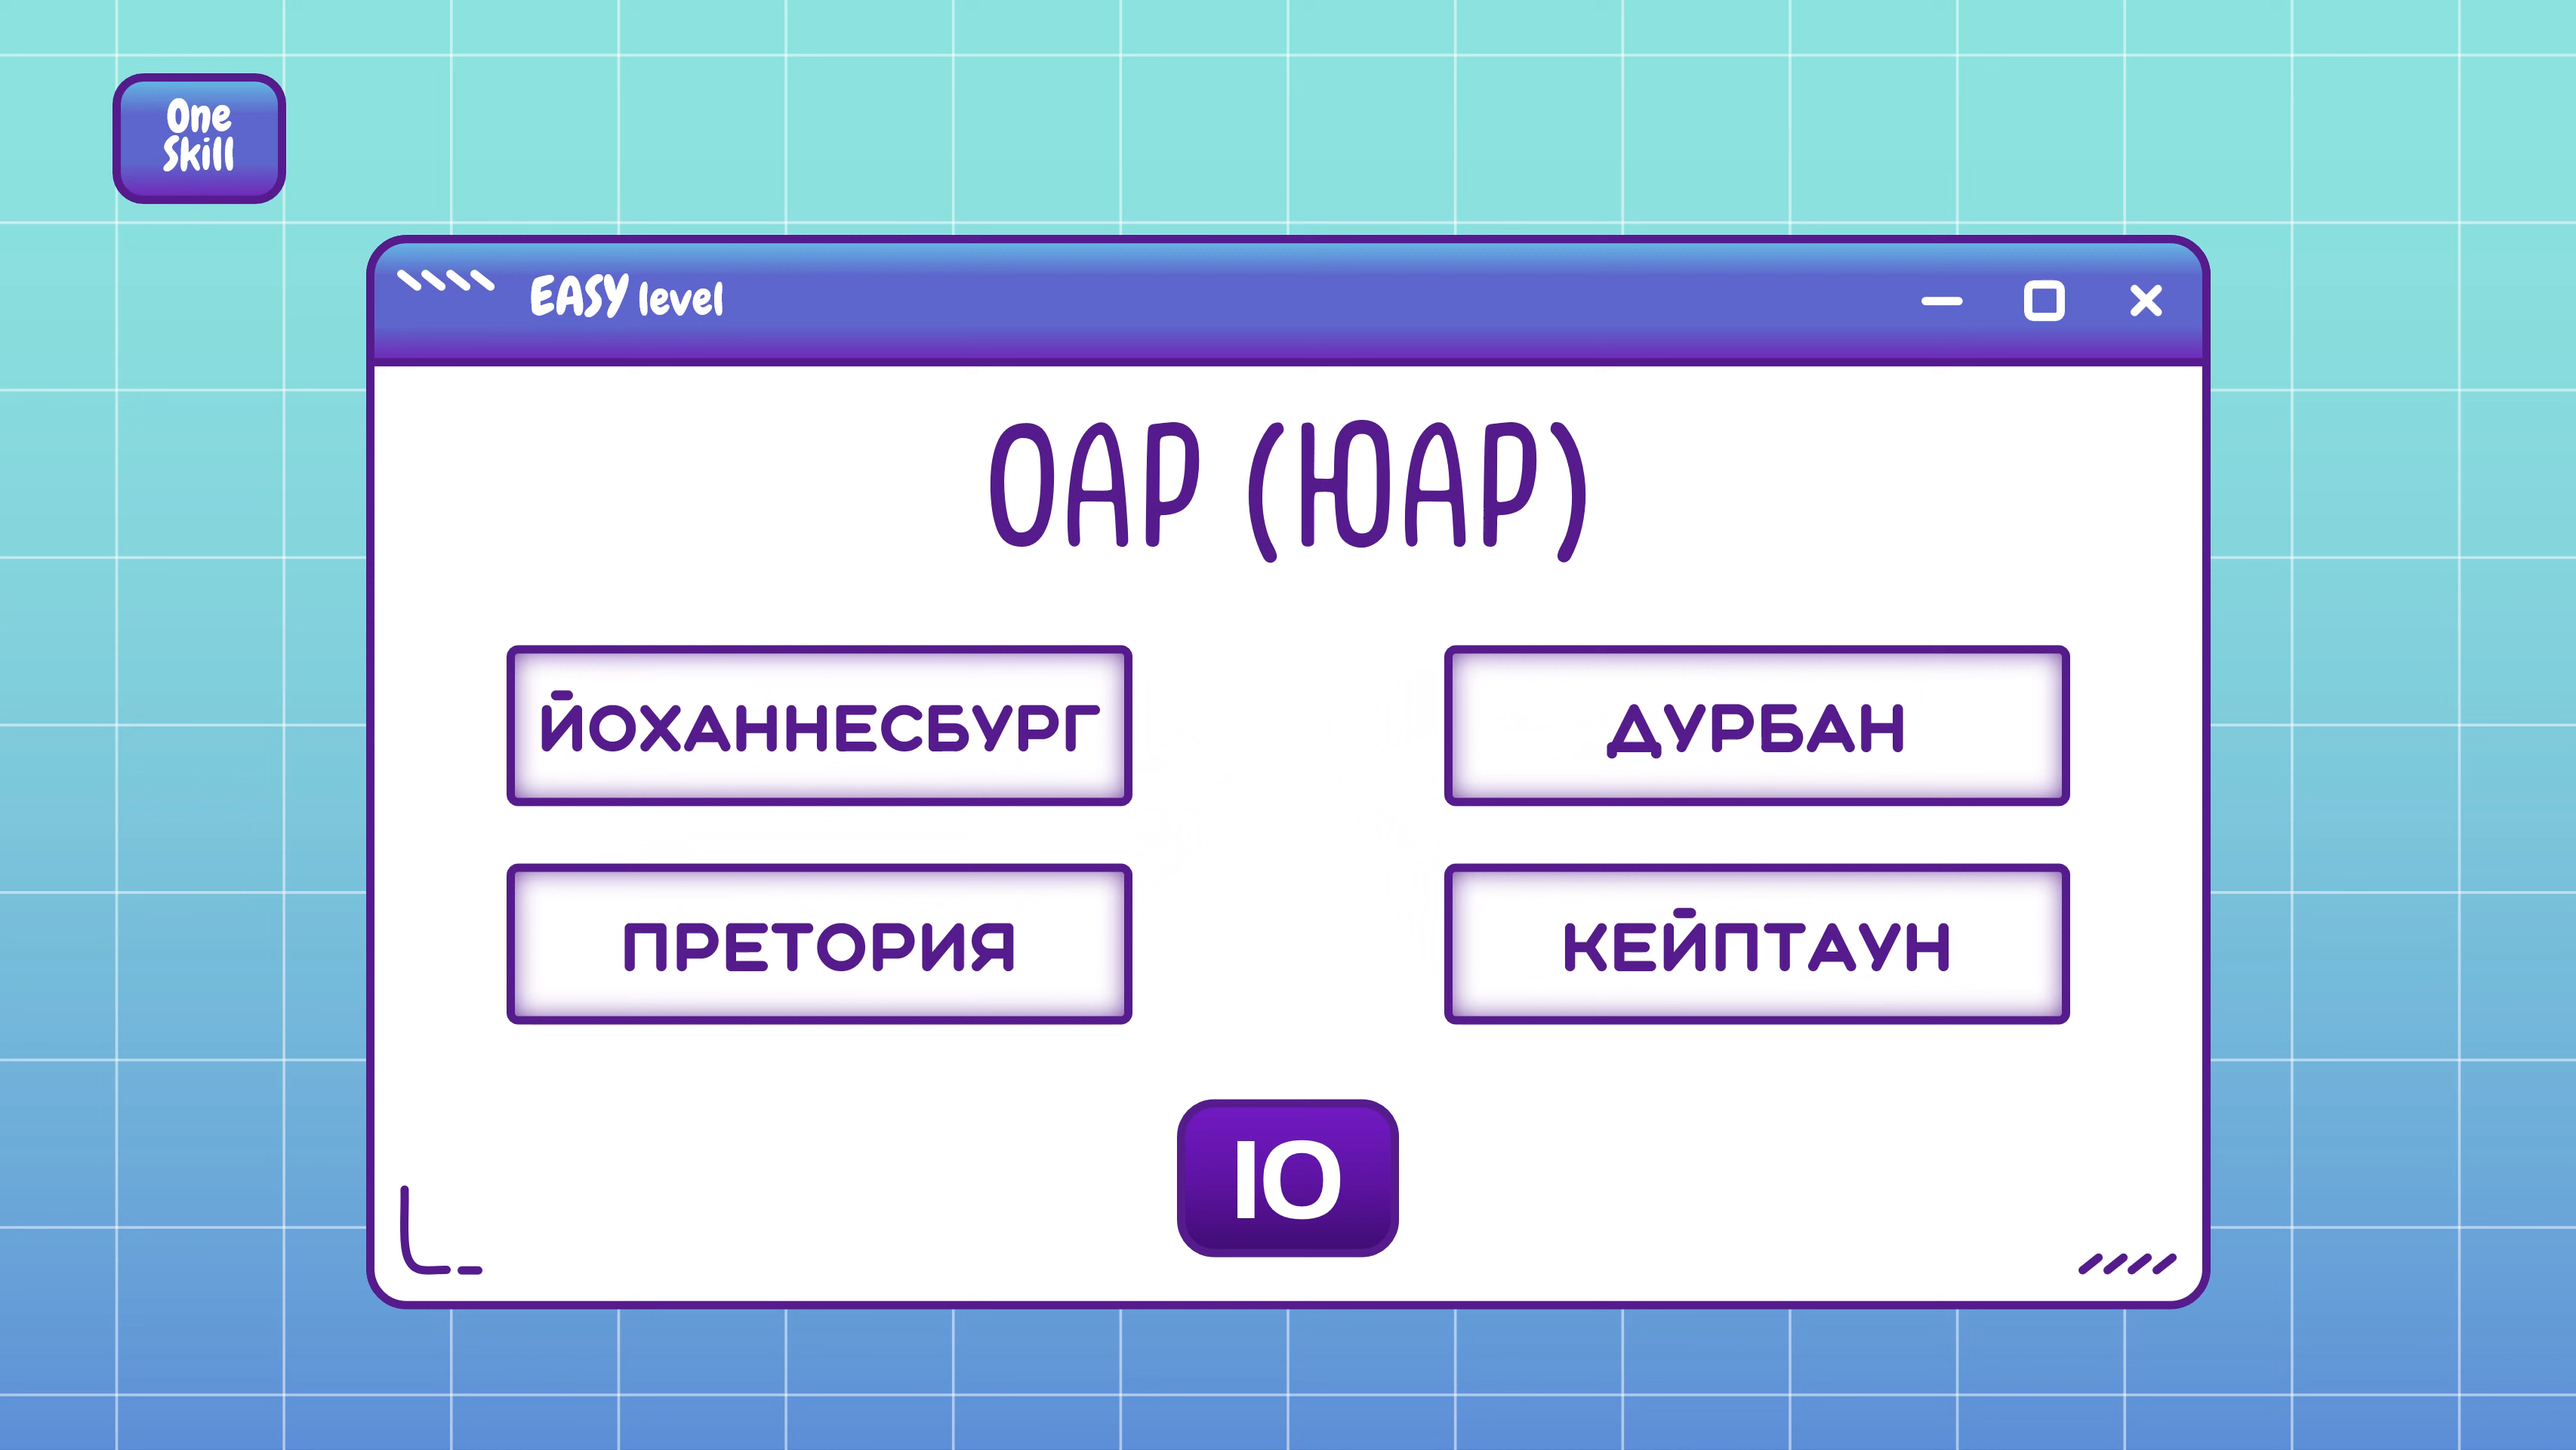 One
Skill
EASY level
ОАР (ЮАР)
ЙОХАННЕСБУРГ
ДУРБАН
ПРЕТОРИЯ
КЕЙПТАУН
10